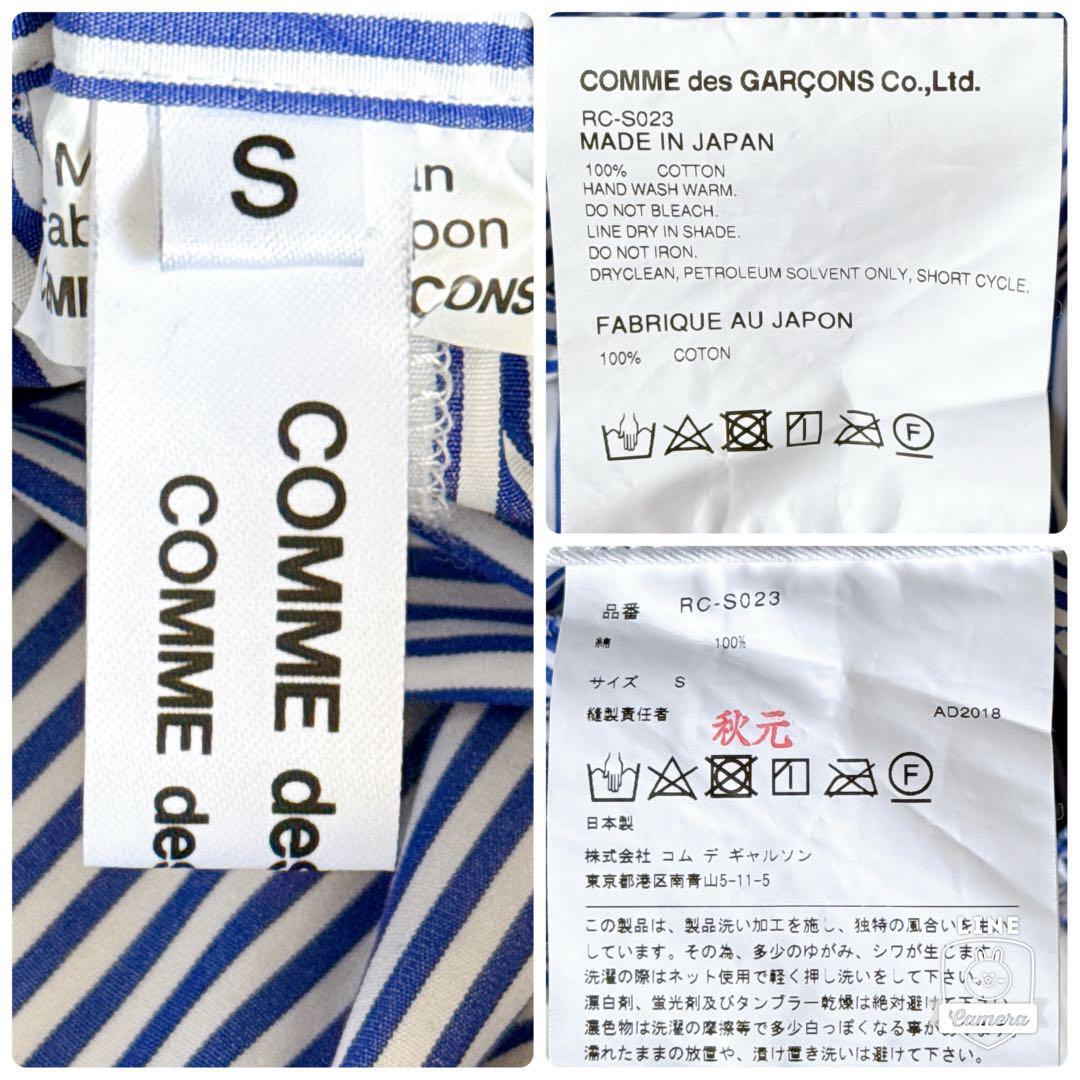 S
COMME des
COMME des
COMME des GARÇONS Co.,Ltd.
RC-S023
MADE IN JAPAN
100% COTTON
HAND WASH WARM.
DO NOT BLEACH.
LINE DRY IN SHADE.
DO NOT IRON.
DRYCLEAN, PETROLEUM SOLVENT ONLY, SHORT CYCLE.
FABRIQUE AU JAPON
100% COTON
F
品番 RC-S023
綿 100%
サイズ S
縫製責任者 秋元 AD2018
F
日本製
株式会社 コム デ ギャルソン
東京都港区南青山5-11-5
この製品は、製品洗い加工を施し、独特の風合いを
しています。その為、多少のゆがみ、シワが生じます。
洗濯の際はネット使用で軽く押し洗いをして下さい。
漂白剤、蛍光剤及びタンブラー乾燥は絶対避けて下さい
濃色物は洗濯の摩擦等で多少白っぽくなる事が
濡れたままの放置や、漬け置き洗いは避けて下さい。
LINE
Camera